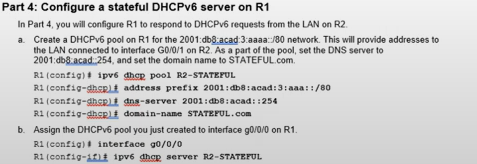 Part 4: Configure a stateful DHCPv6 server on R1
In Part 4, you will configure R1 to respond to DHCPv6 requests from the LAN on R2.
a. Create a DHCPv6 pool on R1 for the 2001:db8:acad:3:aaaa::/80 network. This will provide addresses to
the LAN connected to interface G0/0/1 on R2. As a part of the pool, set the DNS server to
2001:db8:acad::254, and set the domain name to STATEFUL.com.
R1(config)# ipv6 dhcp pool R2-STATEFUL
R1(config-dhcp)# address prefix 2001:db8:acad:3:aaa::/80
R1(config-dhcp)# dns-server 2001:db8:acad::254
R1(config-dhcp)# domain-name STATEFUL.com
b. Assign the DHCPv6 pool you just created to interface g0/0/0 on R1.
R1(config)# interface g0/0/0
R1(config-if)# ipv6 dhcp server R2-STATEFUL